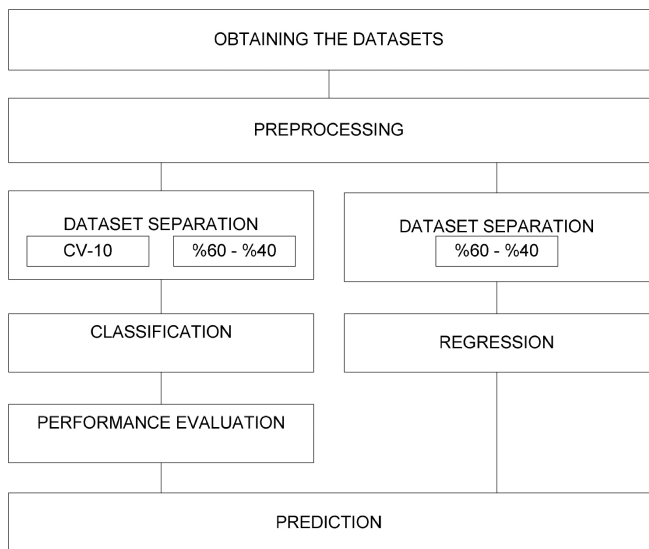 OBTAINING THE DATASETS
PREPROCESSING
DATASET SEPARATION
CV-10
%60 - %40
DATASET SEPARATION
%60 - %40
CLASSIFICATION
REGRESSION
PERFORMANCE EVALUATION
PREDICTION